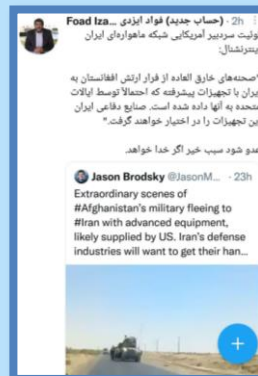 Foad Iza... (حساب جدید) فواد ایزدی · 2h
توئیت سردبیر آمریکایی شبکه ماهواره‌ای ایران
اینترنشنال:
"صحنه‌های خارق العاده از فرار ارتش افغانستان به
ایران با تجهیزات پیشرفته که احتمالاً توسط ایالات
متحده به آنها داده شده است. صنایع دفاعی ایران
این تجهیزات را در اختیار خواهند گرفت."
عدو شود سبب خیر اگر خدا خواهد.
Jason Brodsky @JasonM... · 23h
Extraordinary scenes of
#Afghanistan's military fleeing to
#Iran with advanced equipment,
likely supplied by US. Iran's defense
industries will want to get their han...